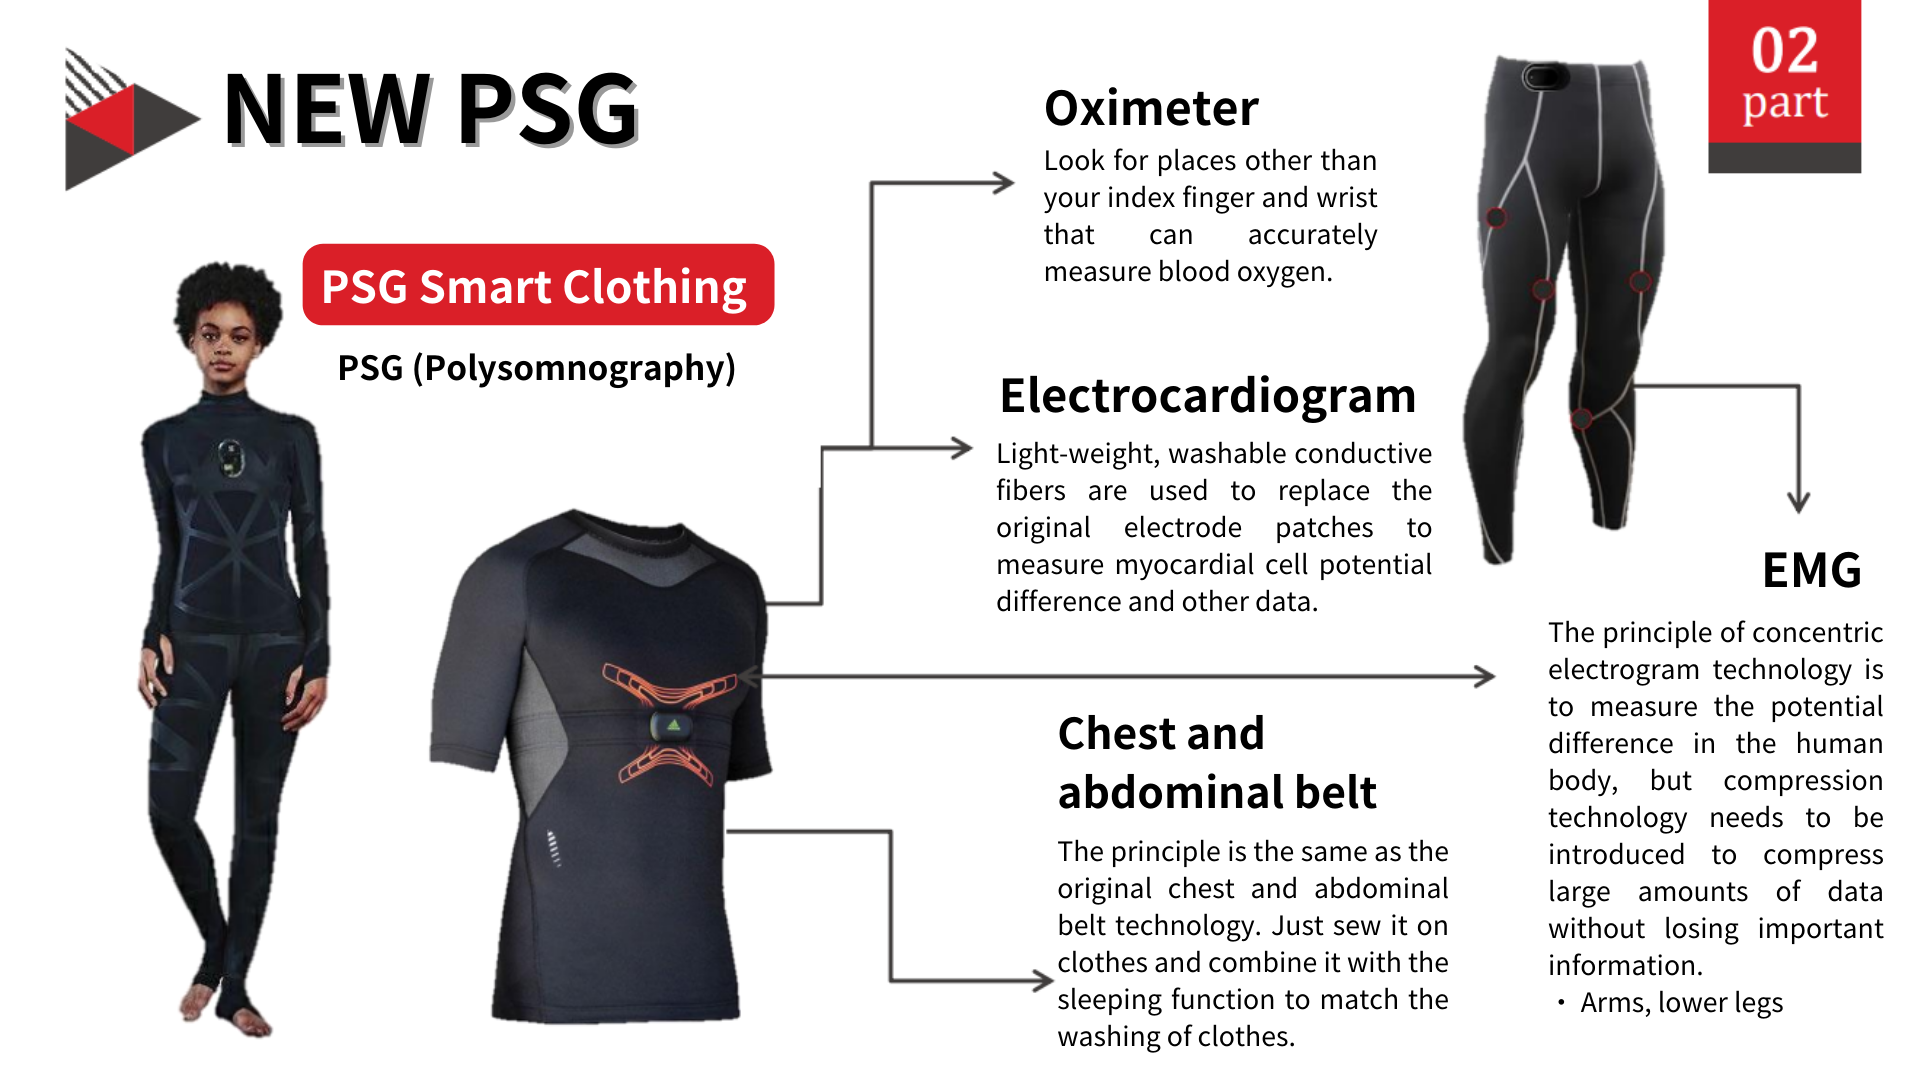 NEW PSG
02
part
PSG Smart Clothing
PSG (Polysomnography)
Oximeter
Look for places other than
your index finger and wrist
that can accurately
measure blood oxygen.
Electrocardiogram
Light-weight, washable conductive
fibers are used to replace the
original electrode patches to
measure myocardial cell potential
difference and other data.
Chest and
abdominal belt
The principle is the same as the
original chest and abdominal
belt technology. Just sew it on
clothes and combine it with the
sleeping function to match the
washing of clothes.
EMG
The principle of concentric
electrogram technology is
to measure the potential
difference in the human
body, but compression
technology needs to be
introduced to compress
large amounts of data
without losing important
information.
• Arms, lower legs